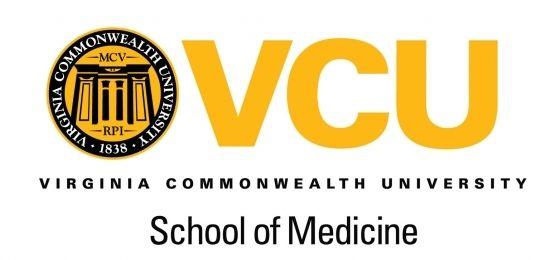 VIRGINIA COMMONWEALTH UNIVERSITY
MCV
RPI
· 1838 ·
VCU
VIRGINIA COMMONWEALTH UNIVERSITY
School of Medicine